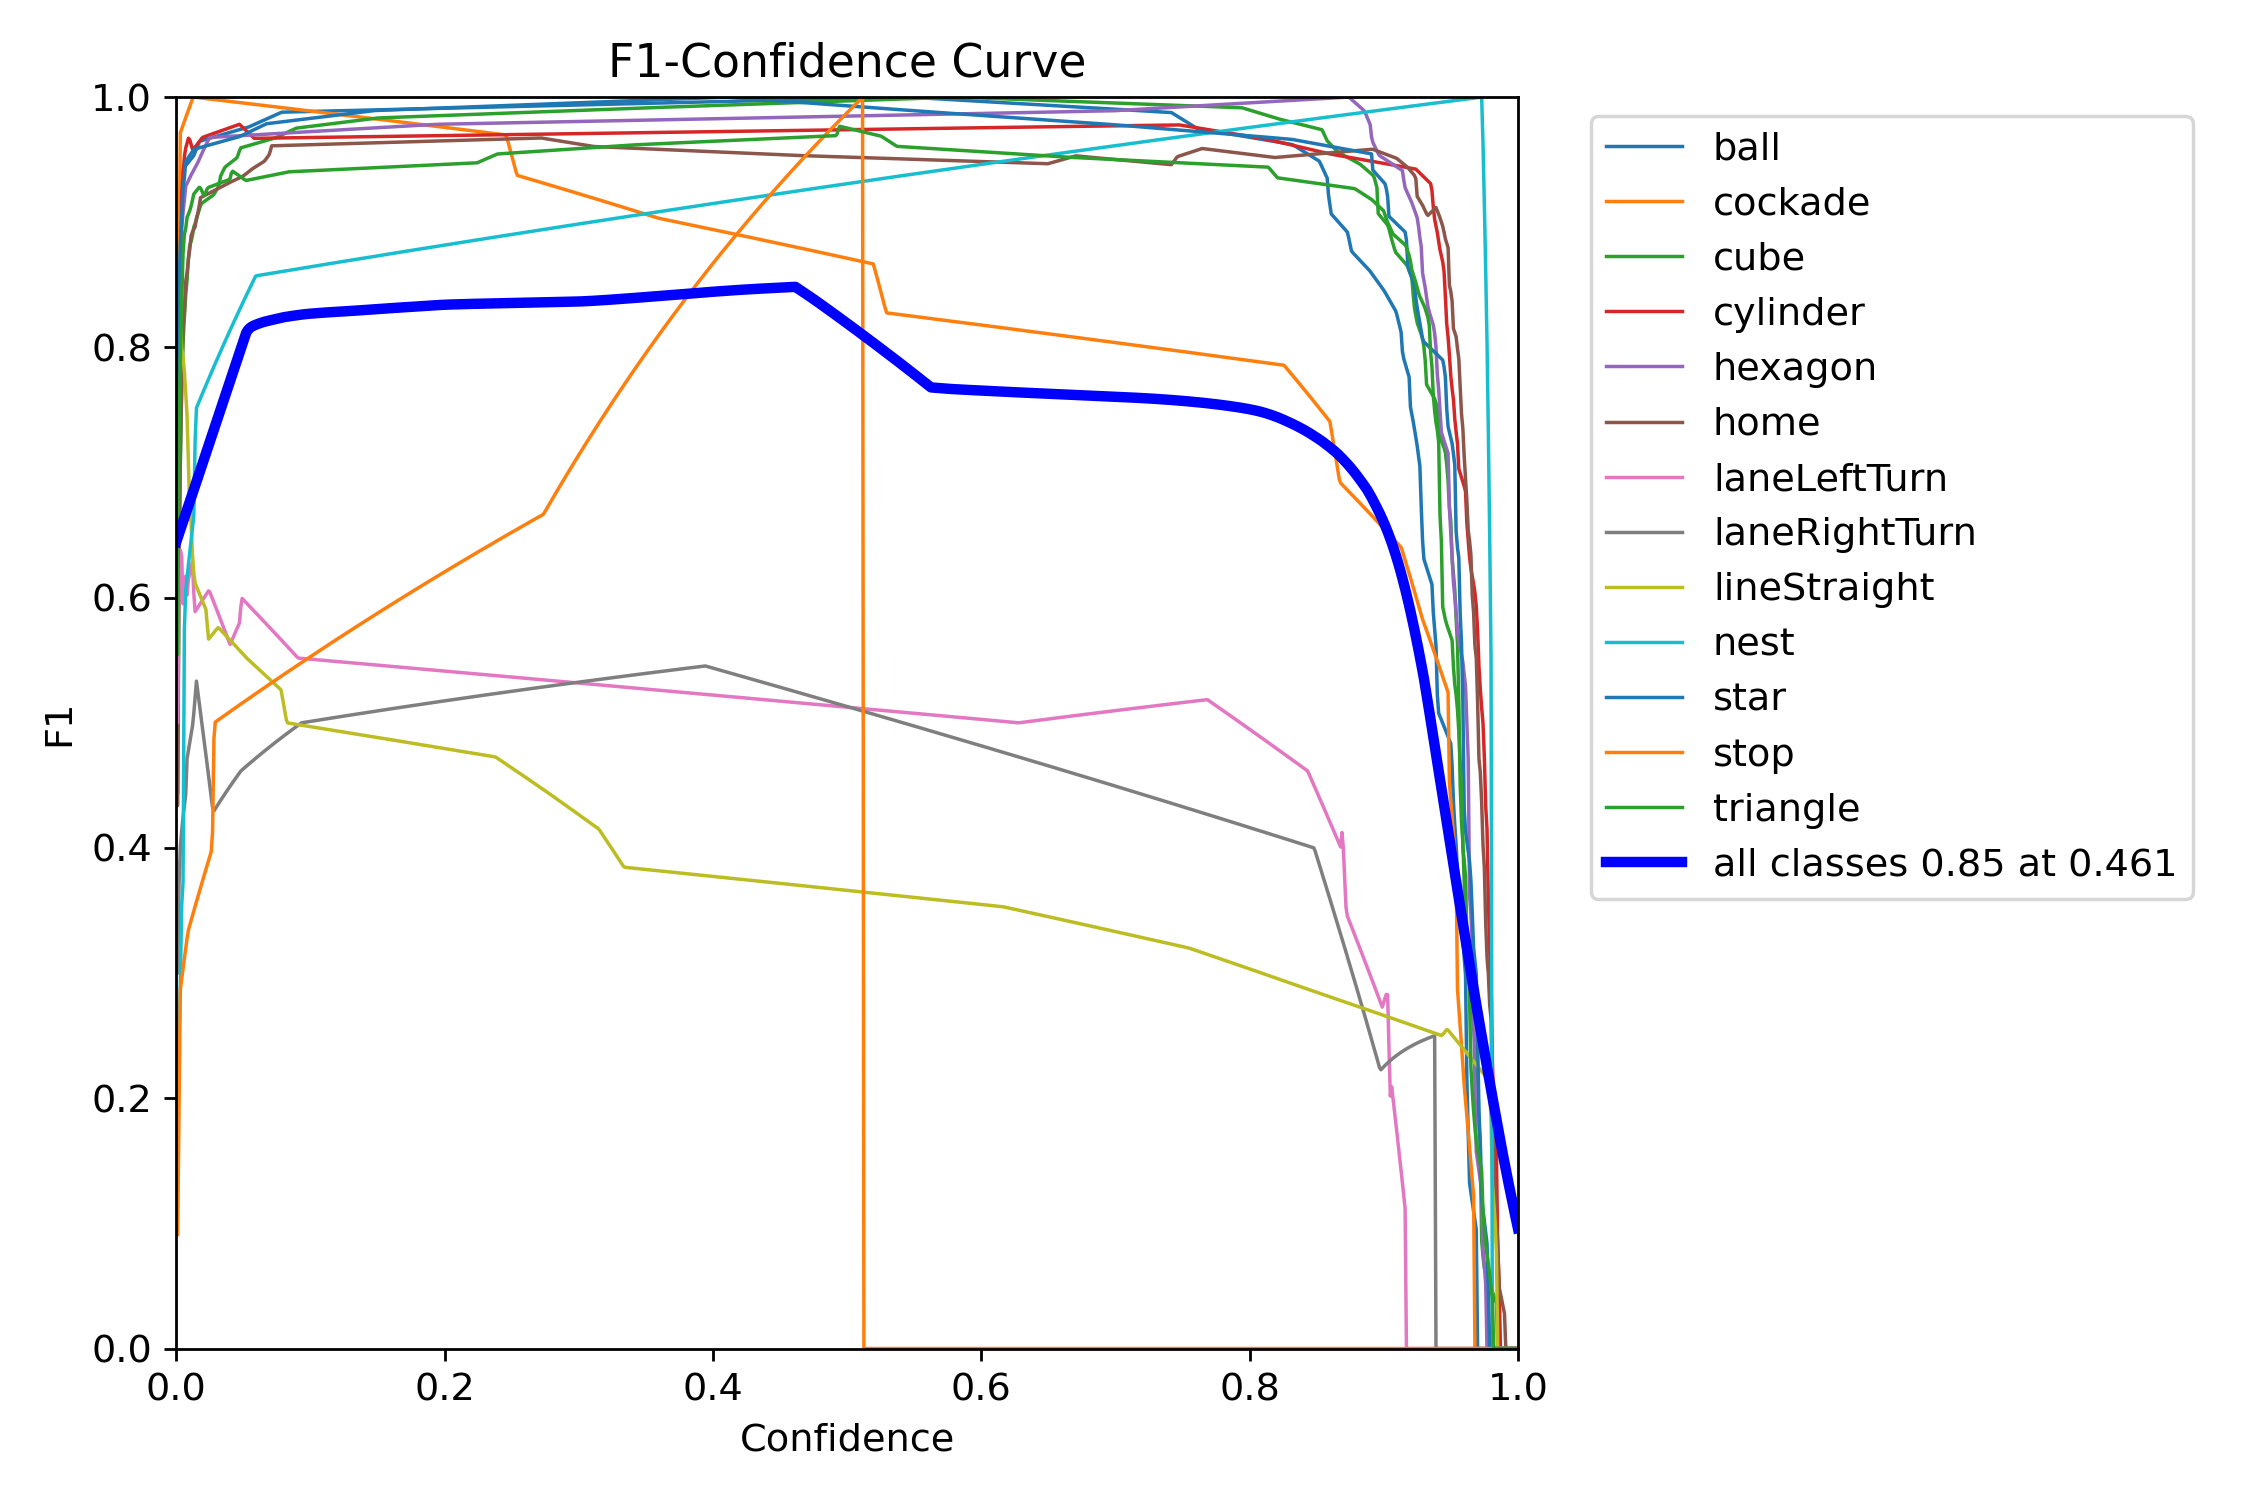 F1-Confidence Curve
1.0
0.8
0.6
0.4
0.2
0.0
F1
0.0 0.2 0.4 0.6 0.8 1.0
Confidence
ball
cockade
cube
cylinder
hexagon
home
laneLeftTurn
laneRightTurn
lineStraight
nest
star
stop
triangle
all classes 0.85 at 0.461